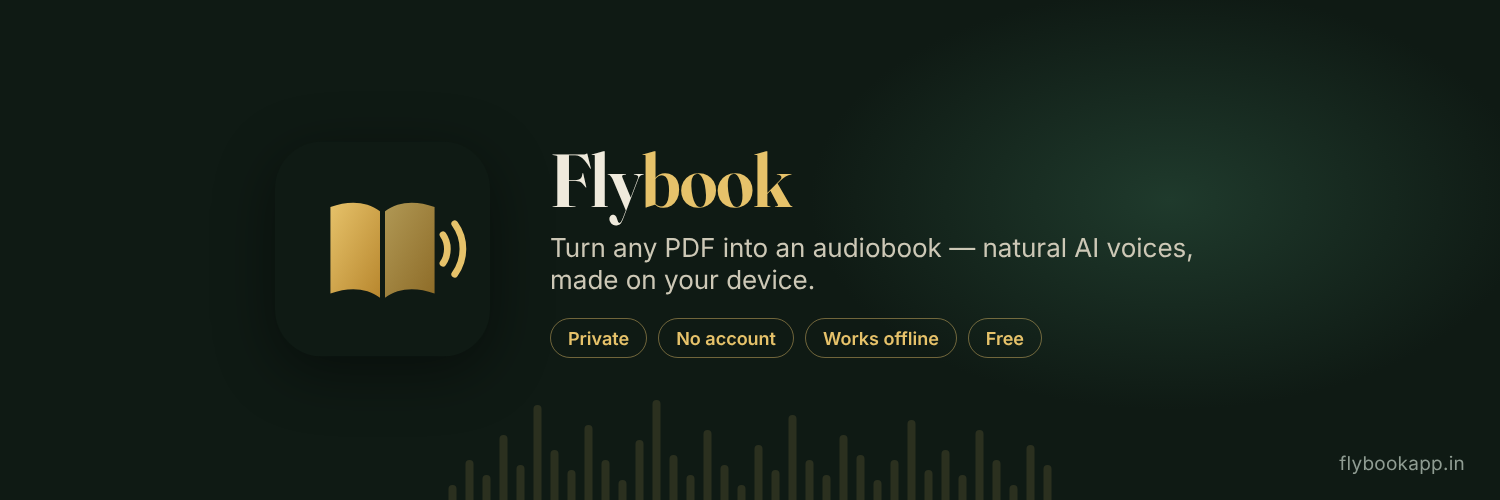 Flybook
Turn any PDF into an audiobook — natural AI voices,
made on your device.
Private
No account
Works offline
Free
flybookapp.in